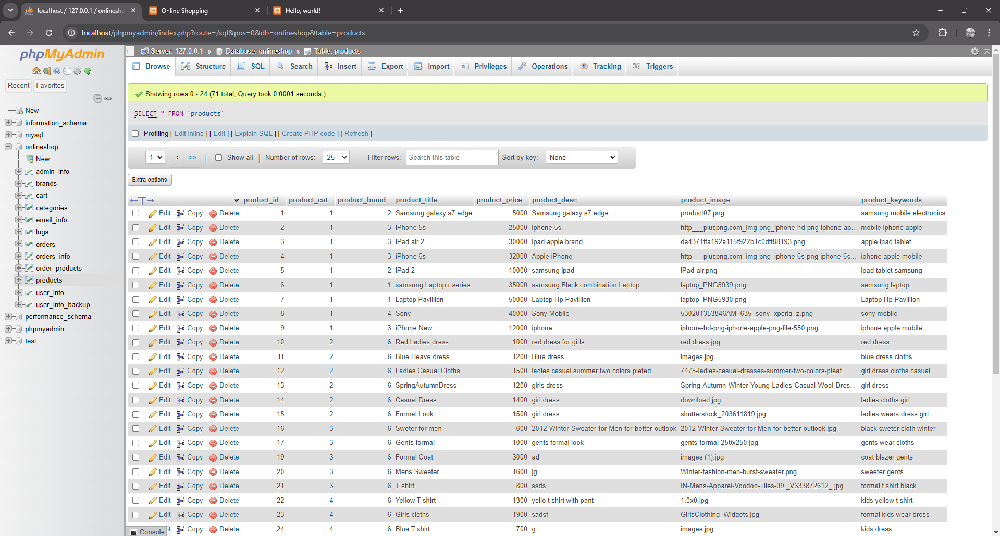 localhost / 127.0.0.1 / onlinesh
Online Shopping
Hello, world!
localhost/phpmyadmin/index.php?route=/sql&pos=0&db=onlineshop&table=products
phpMyAdmin
Recent Favorites
New
information_schema
mysql
onlineshop
New
admin_info
brands
cart
categories
email_info
logs
orders
orders_info
order_products
products
user_info
user_info_backup
performance_schema
phpmyadmin
test
Server: 127.0.0.1 » Database: onlineshop » Table: products
Browse Structure SQL Search Insert Export Import Privileges Operations Tracking Triggers
Showing rows 0 - 24 (71 total, Query took 0.0001 seconds.)
SELECT * FROM `products`
Profiling [ Edit inline ] [ Edit ] [ Explain SQL ] [ Create PHP code ] [ Refresh ]
1 > >> Show all Number of rows: 25 Filter rows: Search this table Sort by key: None
Extra options
product_id product_cat product_brand product_title product_price product_desc product_image product_keywords
Edit Copy Delete 1 1 2 Samsung galaxy s7 edge 5000 Samsung galaxy s7 edge product07.png samsung mobile electronics
Edit Copy Delete 2 1 3 iPhone 5s 25000 iphone 5s http___pluspng.com_img-png_iphone-hd-png-iphone-ap... mobile iphone apple
Edit Copy Delete 3 1 3 iPad air 2 30000 ipad apple brand da4371ffa192a115f922b1c0dff88193.png apple ipad tablet
Edit Copy Delete 4 1 3 iPhone 6s 32000 Apple iPhone http___pluspng.com_img-png_iphone-6s-png-iphone-6s... iphone apple mobile
Edit Copy Delete 5 1 2 iPad 2 10000 samsung ipad iPad-air.png ipad tablet samsung
Edit Copy Delete 6 1 1 samsung Laptop r series 35000 samsung Black combination Laptop laptop_PNG5939.png samsung laptop
Edit Copy Delete 7 1 1 Laptop Pavillion 50000 Laptop Hp Pavillion laptop_PNG5930.png Laptop Hp Pavillion
Edit Copy Delete 8 1 4 Sony 40000 Sony Mobile 530201353846AM_635_sony_xperia_z.png sony mobile
Edit Copy Delete 9 1 3 iPhone New 12000 iphone iphone-hd-png-iphone-apple-png-file-550.png iphone apple mobile
Edit Copy Delete 10 2 6 Red Ladies dress 1000 red dress for girls red dress.jpg red dress
Edit Copy Delete 11 2 6 Blue Heave dress 1200 Blue dress images.jpg blue dress cloths
Edit Copy Delete 12 2 6 Ladies Casual Cloths 1500 ladies casual summer two colors pleted 7475-ladies-casual-dresses-summer-two-colors-pleat... girl dress cloths casual
Edit Copy Delete 13 2 6 SpringAutumnDress 1200 girls dress Spring-Autumn-Winter-Young-Ladies-Casual-Wool-Dres... girl dress
Edit Copy Delete 14 2 6 Casual Dress 1400 girl dress download.jpg ladies cloths girl
Edit Copy Delete 15 2 6 Formal Look 1500 girl dress shutterstock_203611819.jpg ladies wears dress girl
Edit Copy Delete 16 3 6 Sweter for men 600 2012-Winter-Sweater-for-Men-for-better-outlook 2012-Winter-Sweater-for-Men-for-better-outlook.jpg black sweter cloth winter
Edit Copy Delete 17 3 6 Gents formal 1000 gents formal look gents-formal-250x250.jpg gents wear cloths
Edit Copy Delete 19 3 6 Formal Coat 3000 ad images (1).jpg coat blazer gents
Edit Copy Delete 20 3 6 Mens Sweeter 1600 jg Winter-fashion-men-burst-sweater.png sweeter gents
Edit Copy Delete 21 3 6 T shirt 800 ssds IN-Mens-Apparel-Voodoo-Tiles-09._V333872612_.jpg formal t shirt black
Edit Copy Delete 22 4 6 Yellow T shirt 1300 yello t shirt with pant 1.0x0.jpg kids yellow t shirt
Edit Copy Delete 23 4 6 Girls cloths 1900 sadsf GirlsClothing_Widgets.jpg formal kids wear dress
Copy Delete 24 4 6 Blue T shirt 700 g images.jpg kids dress
Console